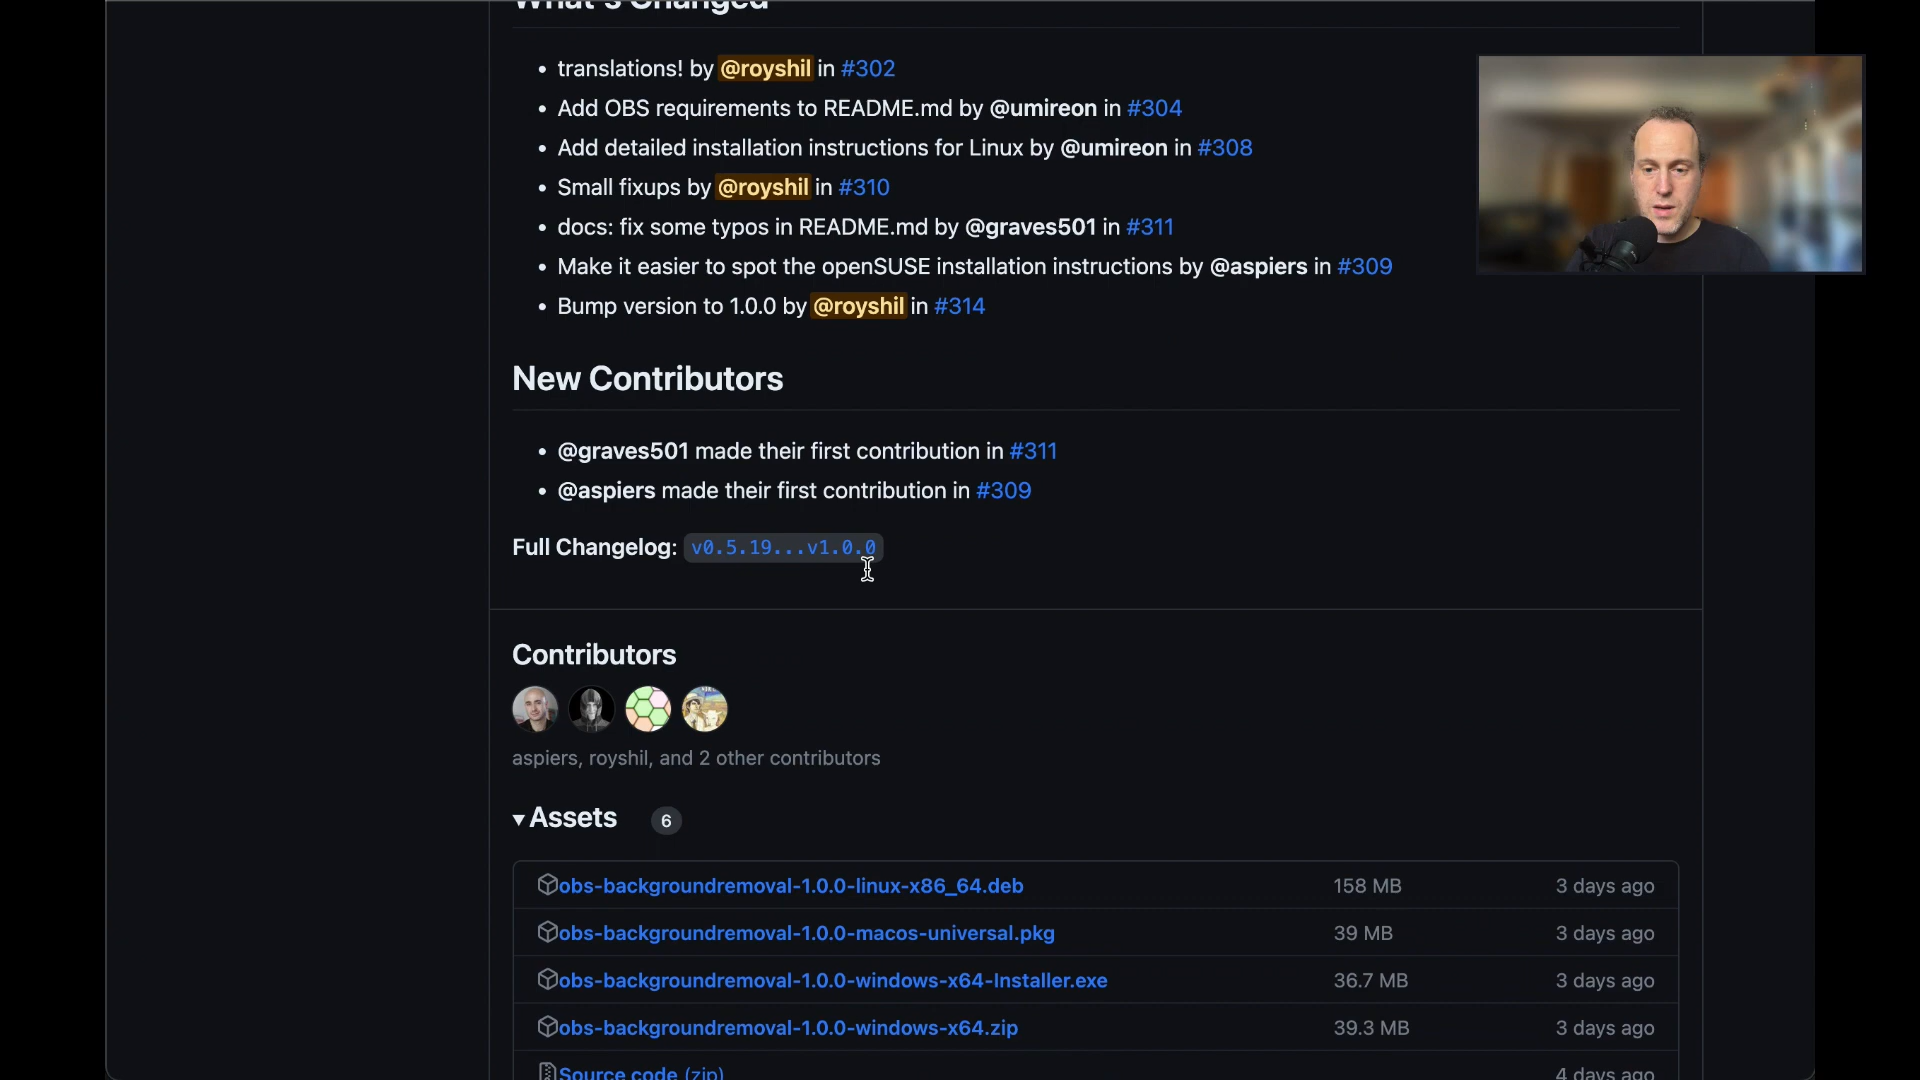 What's Changed
• translations! by @royshil in #302
• Add OBS requirements to README.md by @umireon in #304
• Add detailed installation instructions for Linux by @umireon in #308
• Small fixups by @royshil in #310
• docs: fix some typos in README.md by @graves501 in #311
• Make it easier to spot the openSUSE installation instructions by @aspiers in #309
• Bump version to 1.0.0 by @royshil in #314
New Contributors
• @graves501 made their first contribution in #311
• @aspiers made their first contribution in #309
Full Changelog: v0.5.19...v1.0.0
Contributors
aspiers, royshil, and 2 other contributors
▾ Assets 6
obs-backgroundremoval-1.0.0-linux-x86_64.deb 158 MB 3 days ago
obs-backgroundremoval-1.0.0-macos-universal.pkg 39 MB 3 days ago
obs-backgroundremoval-1.0.0-windows-x64-Installer.exe 36.7 MB 3 days ago
obs-backgroundremoval-1.0.0-windows-x64.zip 39.3 MB 3 days ago
Source code (zip) 4 days ago